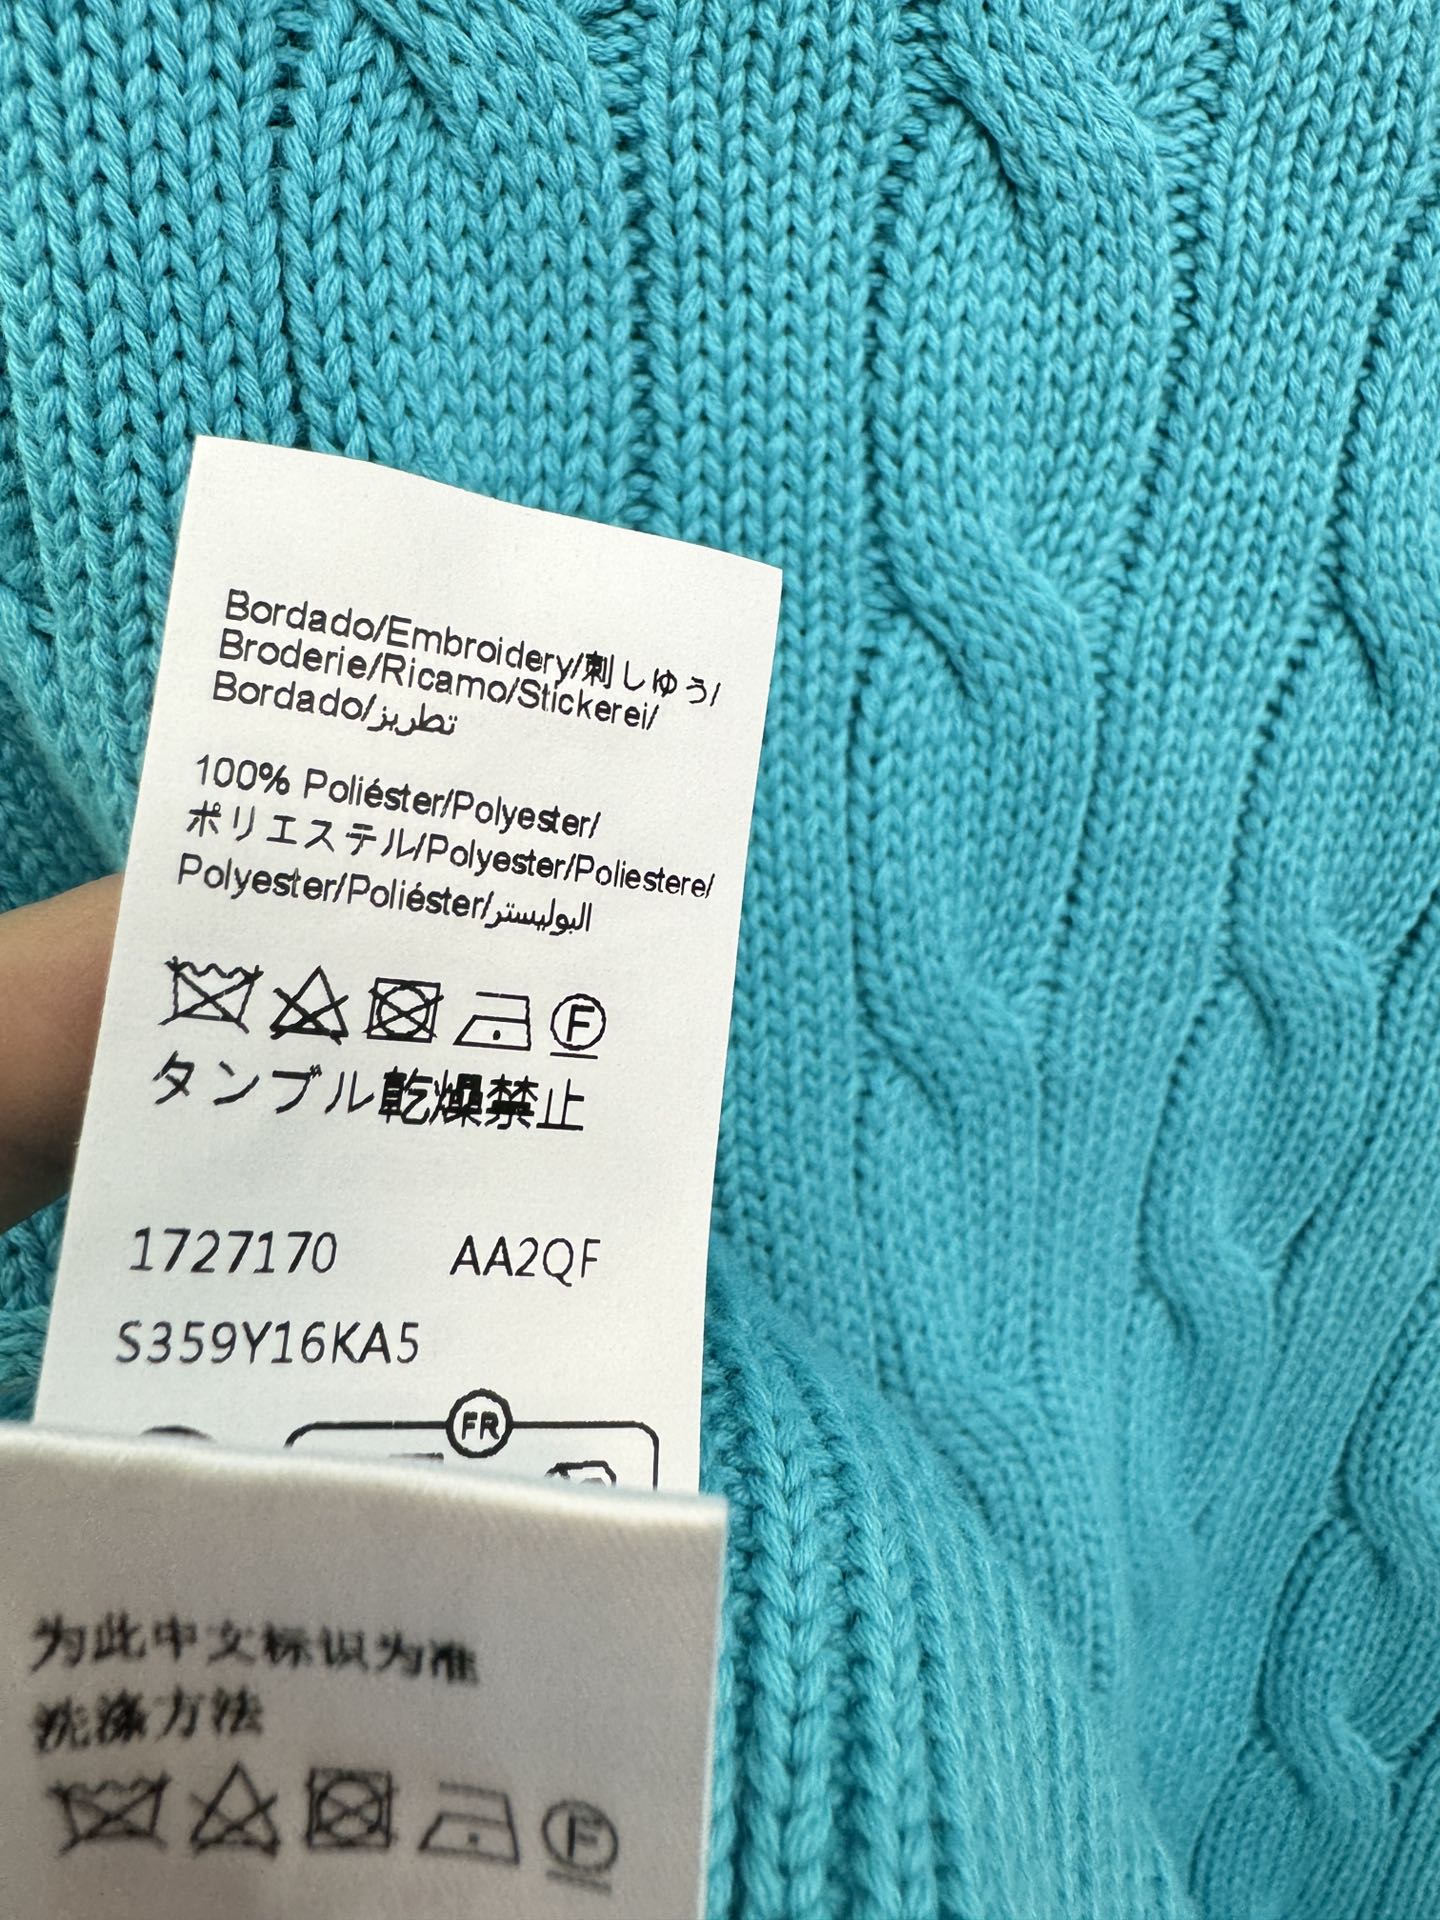 Bordado/Embroidery/刺しゅう/
Broderie/Ricamo/Stickerei/
Bordado/تطريز
100% Poliéster/Polyester/
ポリエステル/Polyester/Poliestere/
Polyester/Poliéster/البوليستر
F
タンブル乾燥禁止
1727170 AA2QF
S359Y16KA5
FR
为此中文标识为准
洗涤方法
F